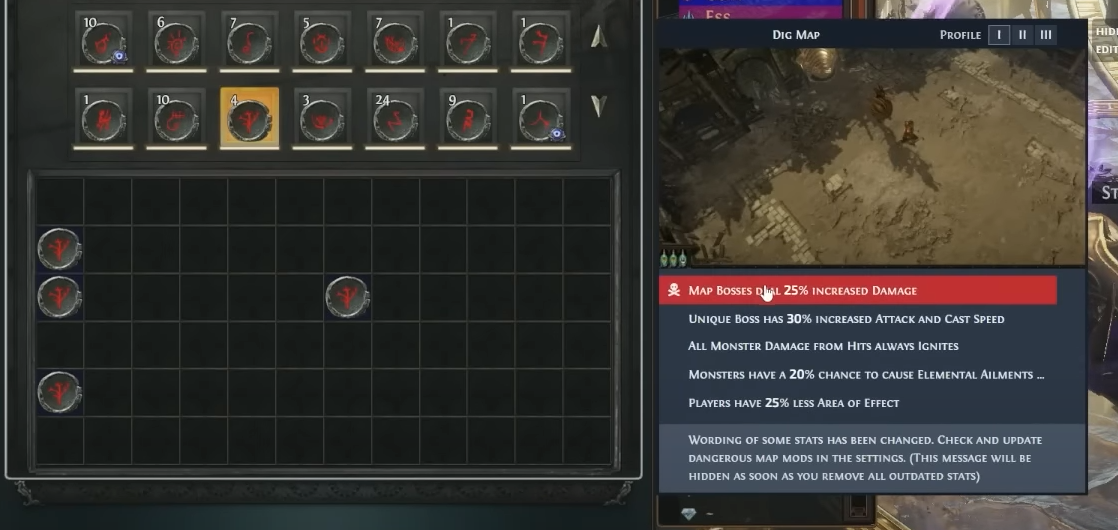 10 6 7 5 7 1 1
1 10 4 3 24 9 1
Ess
Dig Map
Profile I II III
HID
EDIT
St
Map Bosses deal 25% increased Damage
Unique Boss has 30% increased Attack and Cast Speed
All Monster Damage from Hits always Ignites
Monsters have a 20% chance to cause Elemental Ailments ...
Players have 25% less Area of Effect
Wording of some stats has been changed. Check and update
dangerous map mods in the settings. (This message will be
hidden as soon as you remove all outdated stats)